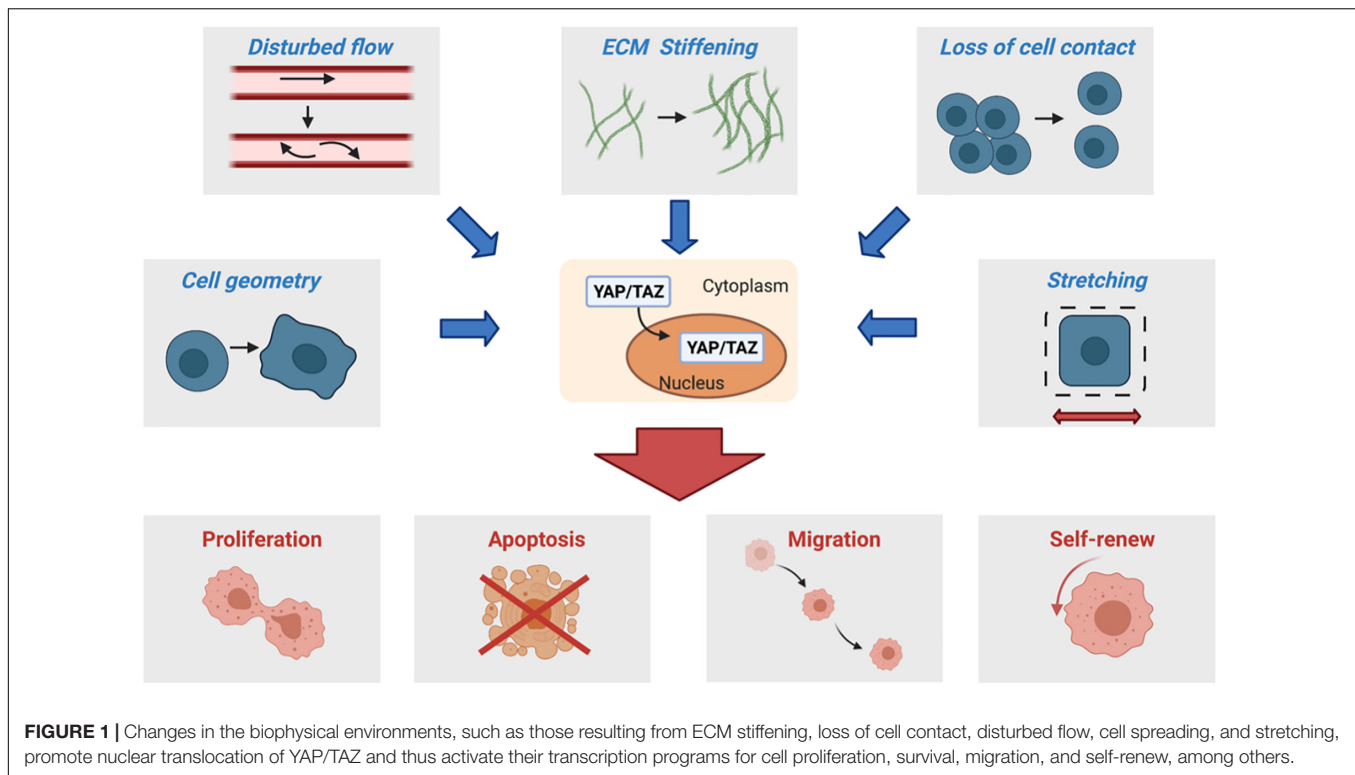 Disturbed flow
ECM Stiffening
Loss of cell contact
Cell geometry
YAP/TAZ
Cytoplasm
YAP/TAZ
Nucleus
Stretching
Proliferation
Apoptosis
Migration
Self-renew
FIGURE 1 | Changes in the biophysical environments, such as those resulting from ECM stiffening, loss of cell contact, disturbed flow, cell spreading, and stretching,
promote nuclear translocation of YAP/TAZ and thus activate their transcription programs for cell proliferation, survival, migration, and self-renew, among others.